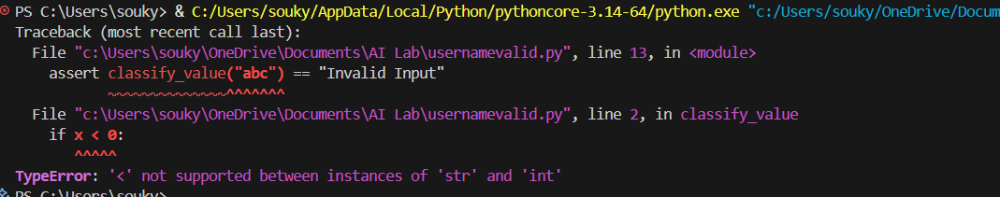 PS C:\Users\souky> & C:/Users/souky/AppData/Local/Python/pythoncore-3.14-64/python.exe "c:/Users/souky/OneDrive/Docum
Traceback (most recent call last):
  File "c:\Users\souky\OneDrive\Documents\AI Lab\usernamevalid.py", line 13, in <module>
    assert classify_value("abc") == "Invalid Input"
           ~~~~~~~~~~~~~~^^^^^^^
  File "c:\Users\souky\OneDrive\Documents\AI Lab\usernamevalid.py", line 2, in classify_value
    if x < 0:
       ^^^^^
TypeError: '<' not supported between instances of 'str' and 'int'
PS C:\Users\souky>